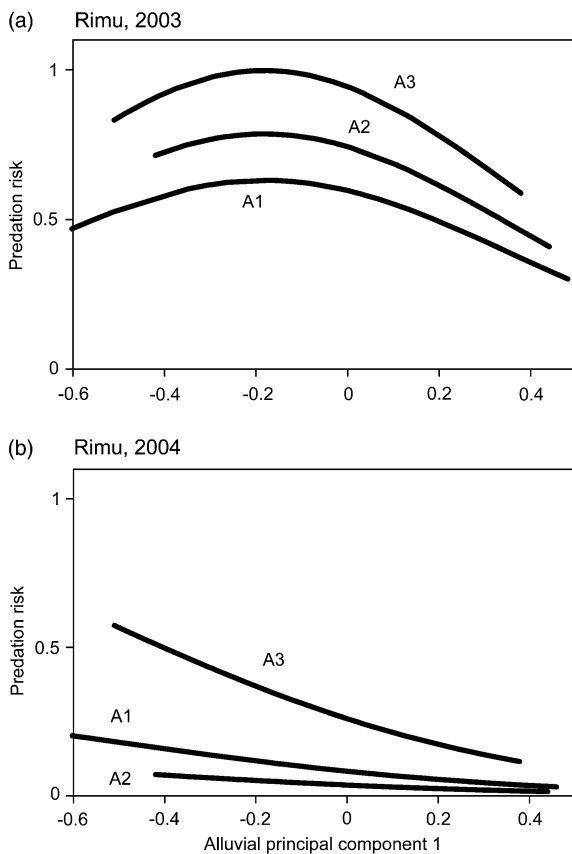 (a) Rimu, 2003
1
A3
A2
Predation risk
0.5
A1
0
-0.6 -0.4 -0.2 0 0.2 0.4
(b) Rimu, 2004
1
Predation risk
0.5
A3
A1
A2
0
-0.6 -0.4 -0.2 0 0.2 0.4
Alluvial principal component 1